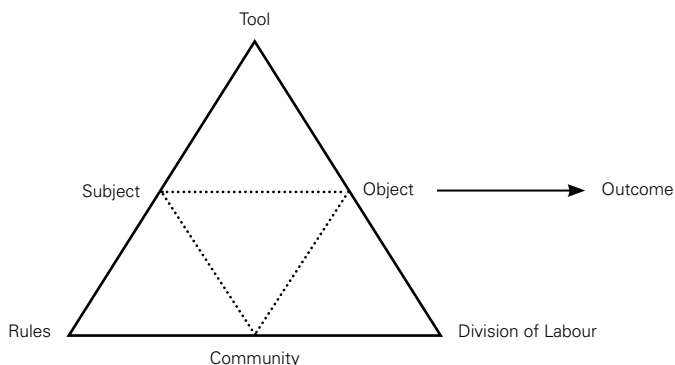 Tool
Subject
Object
Outcome
Rules
Division of Labour
Community